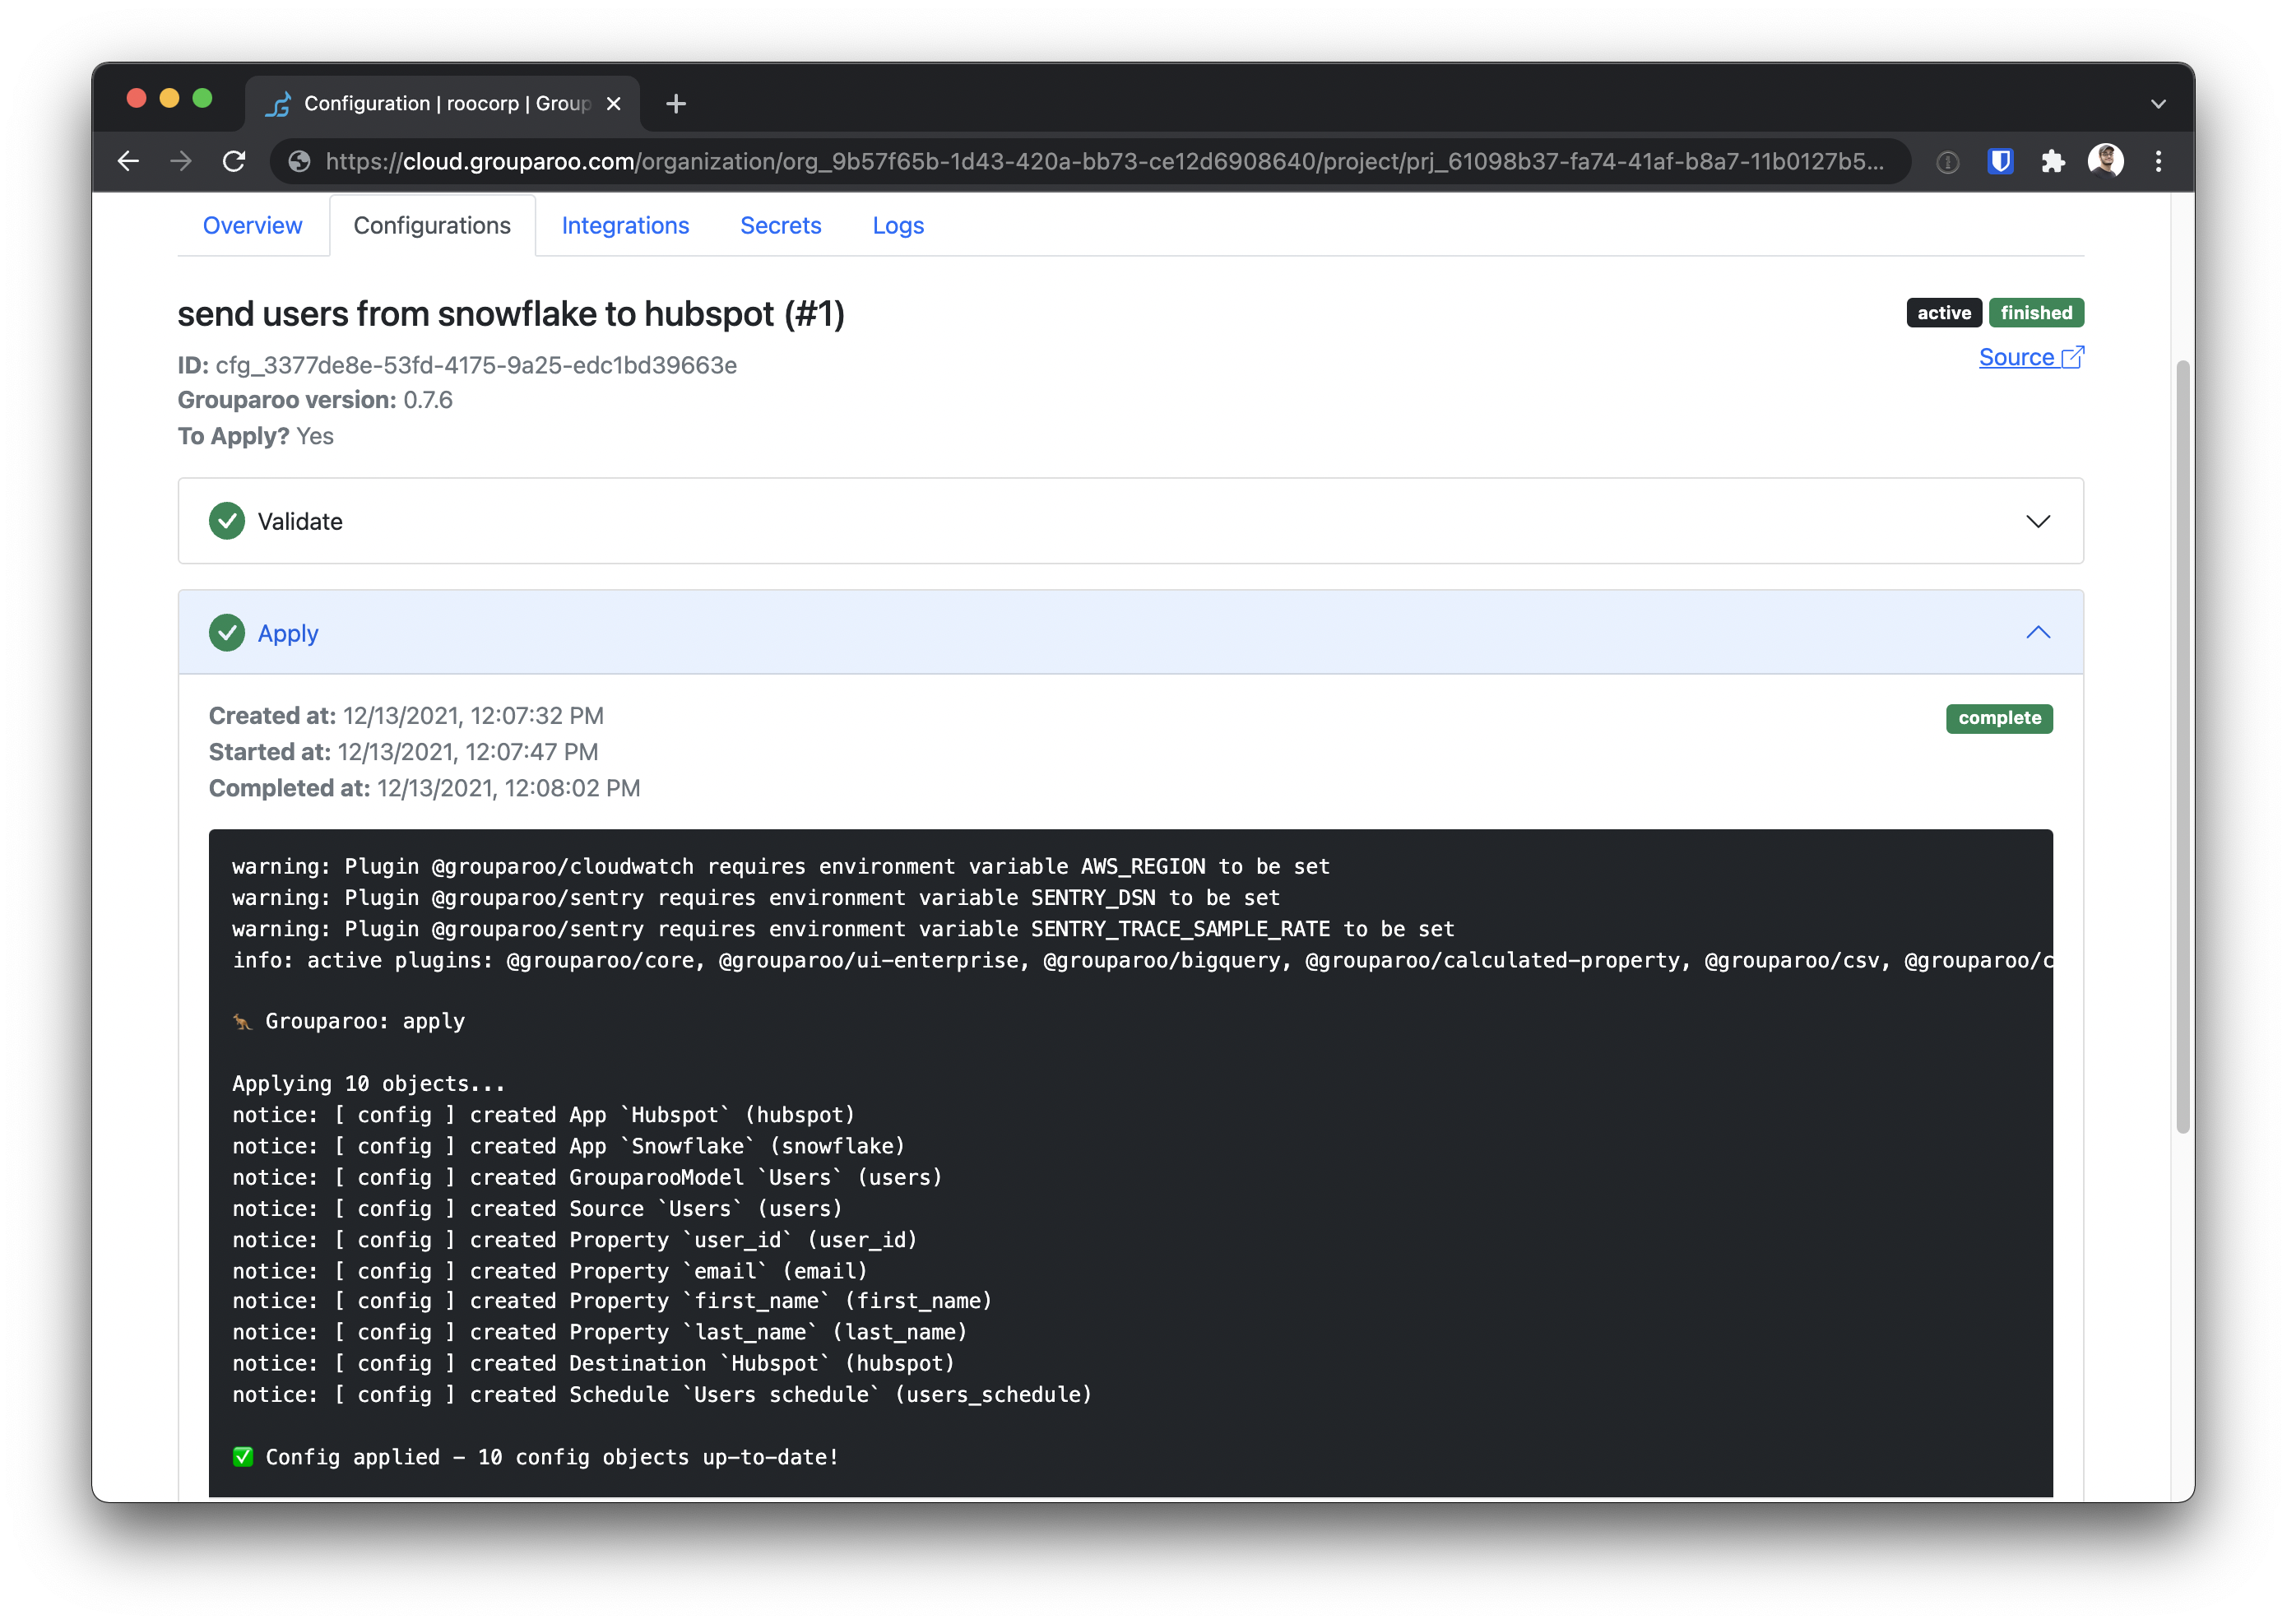 Configuration | roocorp | Group
https://cloud.grouparoo.com/organization/org_9b57f65b-1d43-420a-bb73-ce12d6908640/project/prj_61098b37-fa74-41af-b8a7-11b0127b5...
Overview Configurations Integrations Secrets Logs
send users from snowflake to hubspot (#1)
active finished
Source
ID: cfg_3377de8e-53fd-4175-9a25-edc1bd39663e
Grouparoo version: 0.7.6
To Apply? Yes
Validate
Apply
Created at: 12/13/2021, 12:07:32 PM
complete
Started at: 12/13/2021, 12:07:47 PM
Completed at: 12/13/2021, 12:08:02 PM
warning: Plugin @grouparoo/cloudwatch requires environment variable AWS_REGION to be set
warning: Plugin @grouparoo/sentry requires environment variable SENTRY_DSN to be set
warning: Plugin @grouparoo/sentry requires environment variable SENTRY_TRACE_SAMPLE_RATE to be set
info: active plugins: @grouparoo/core, @grouparoo/ui-enterprise, @grouparoo/bigquery, @grouparoo/calculated-property, @grouparoo/csv, @grouparoo/c
🦘 Grouparoo: apply
Applying 10 objects...
notice: [ config ] created App `Hubspot` (hubspot)
notice: [ config ] created App `Snowflake` (snowflake)
notice: [ config ] created GrouparooModel `Users` (users)
notice: [ config ] created Source `Users` (users)
notice: [ config ] created Property `user_id` (user_id)
notice: [ config ] created Property `email` (email)
notice: [ config ] created Property `first_name` (first_name)
notice: [ config ] created Property `last_name` (last_name)
notice: [ config ] created Destination `Hubspot` (hubspot)
notice: [ config ] created Schedule `Users schedule` (users_schedule)
✅ Config applied - 10 config objects up-to-date!